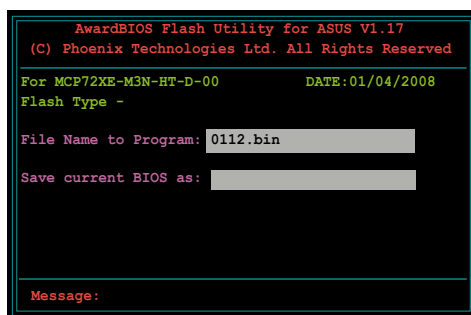 AwardBIOS Flash Utility for ASUS V1.17
(C) Phoenix Technologies Ltd. All Rights Reserved
For MCP72XE-M3N-HT-D-00 DATE:01/04/2008
Flash Type -
File Name to Program: 0112.bin
Save current BIOS as:
Message: